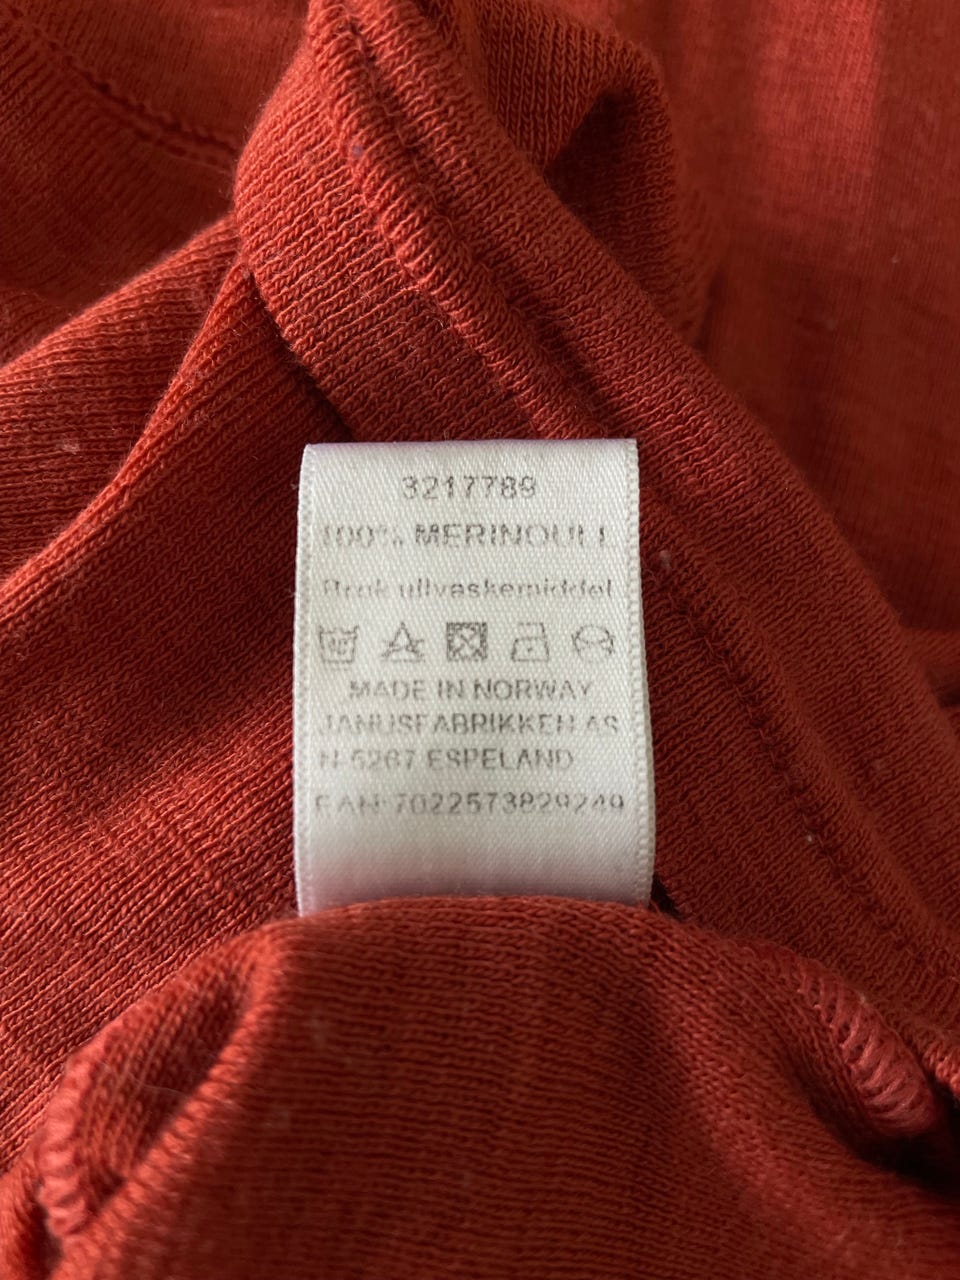 3217789
100% MERINOULL
Bruk ullvaskemiddel
MADE IN NORWAY
JANUSFABRIKKEN AS
N-5267 ESPELAND
EAN:7022573829249